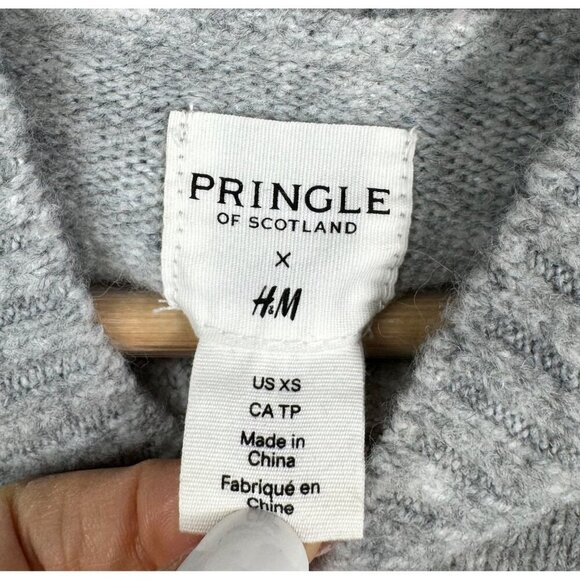 PRINGLE
OF SCOTLAND
X
H&M
US XS
CA TP
Made in
China
Fabriqué en
Chine